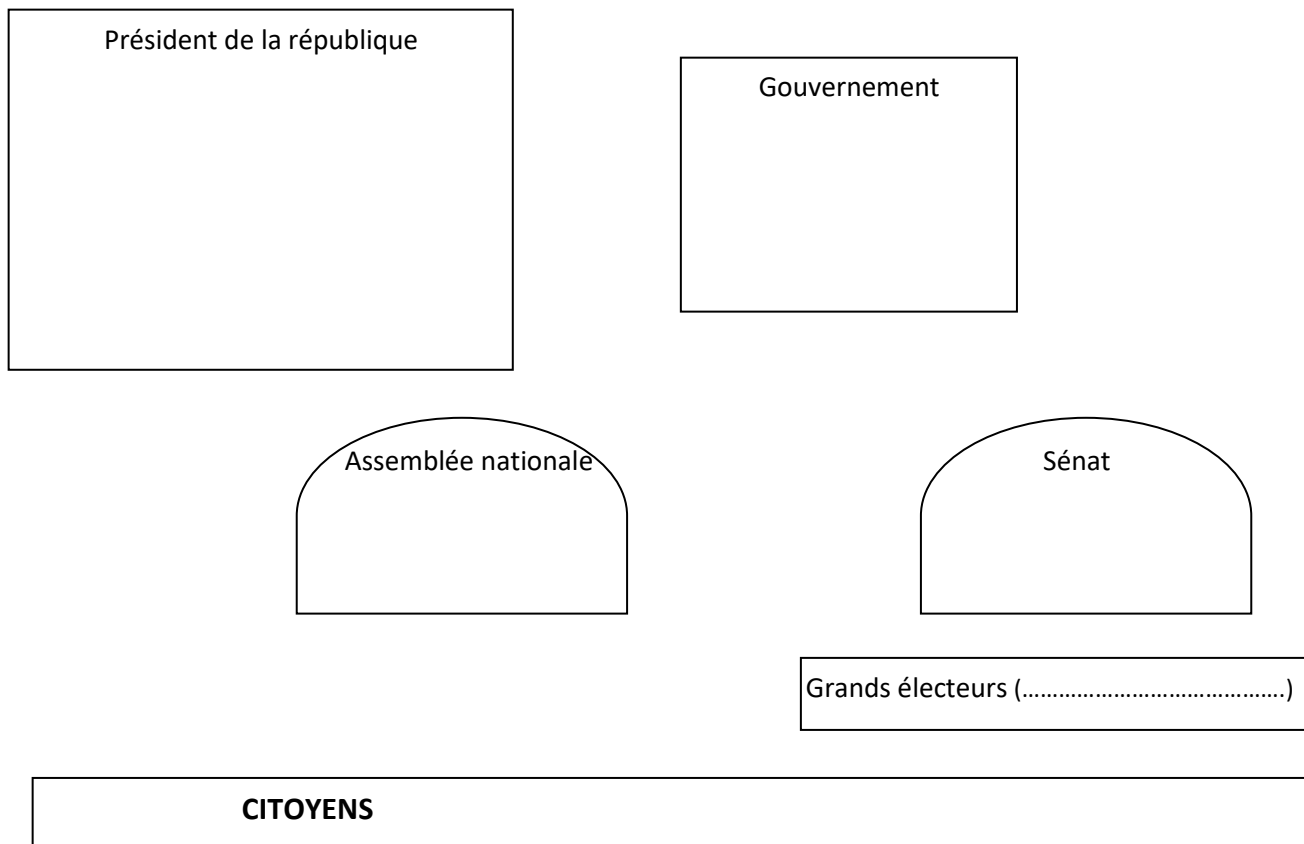 Président de la république
Gouvernement
Assemblée nationale
Sénat
Grands électeurs (…………………………………….)
CITOYENS